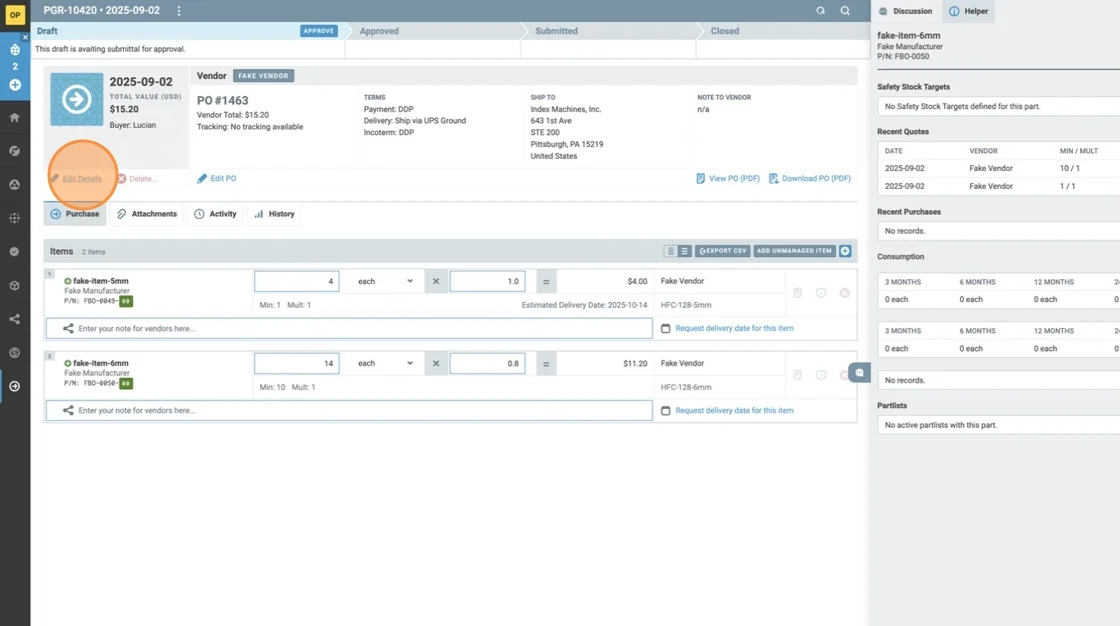 OP
PGR-10420 • 2025-09-02
Discussion
Helper
Draft
APPROVE
Approved
Submitted
Closed
This draft is avaiting submittal for approval.
2
fake-item-6mm
Fake Manufacturer
P/N: FBO-0050
2025-09-02
TOTAL VALUE (USD)
$15.20
Buyer: Lucian
Edit Details
Delete...
Vendor
FAKE VENDOR
PO #1463
Vendor Total: $15.20
Tracking: No tracking available
TERMS
Payment: DDP
Delivery: Ship via UPS Ground
Incoterm: DDP
SHIP TO
Index Machines, Inc.
643 1st Ave
STE 200
Pittsburgh, PA 15219
United States
NOTE TO VENDOR
n/a
Edit PO
View PO (PDF)
Download PO (PDF)
Purchase
Attachments
Activity
History
Items 2 items
EXPORT CSV
ADD UNMANAGED ITEM
1
fake-item-5mm
Fake Manufacturer
P/N: FBO-0049-00
4
each
1.0
=
$4.00
Fake Vendor
Min: 1 Mult: 1
Estimated Delivery Date: 2025-10-14
HFC-128-5mm
Enter your note for vendors here...
Request delivery date for this item
2
fake-item-6mm
Fake Manufacturer
P/N: FBO-0050-00
14
each
0.8
=
$11.20
Fake Vendor
Min: 10 Mult: 1
HFC-128-6mm
Enter your note for vendors here...
Request delivery date for this item
Safety Stock Targets
No Safety Stock Targets defined for this part.
Recent Quotes
DATE VENDOR MIN / MULT
2025-09-02 Fake Vendor 10 / 1
2025-09-02 Fake Vendor 1 / 1
Recent Purchases
No records.
Consumption
3 MONTHS 6 MONTHS 12 MONTHS 2
0 each 0 each 0 each 0
3 MONTHS 6 MONTHS 12 MONTHS 2
0 each 0 each 0 each 0
No records.
Partlists
No active partlists with this part.